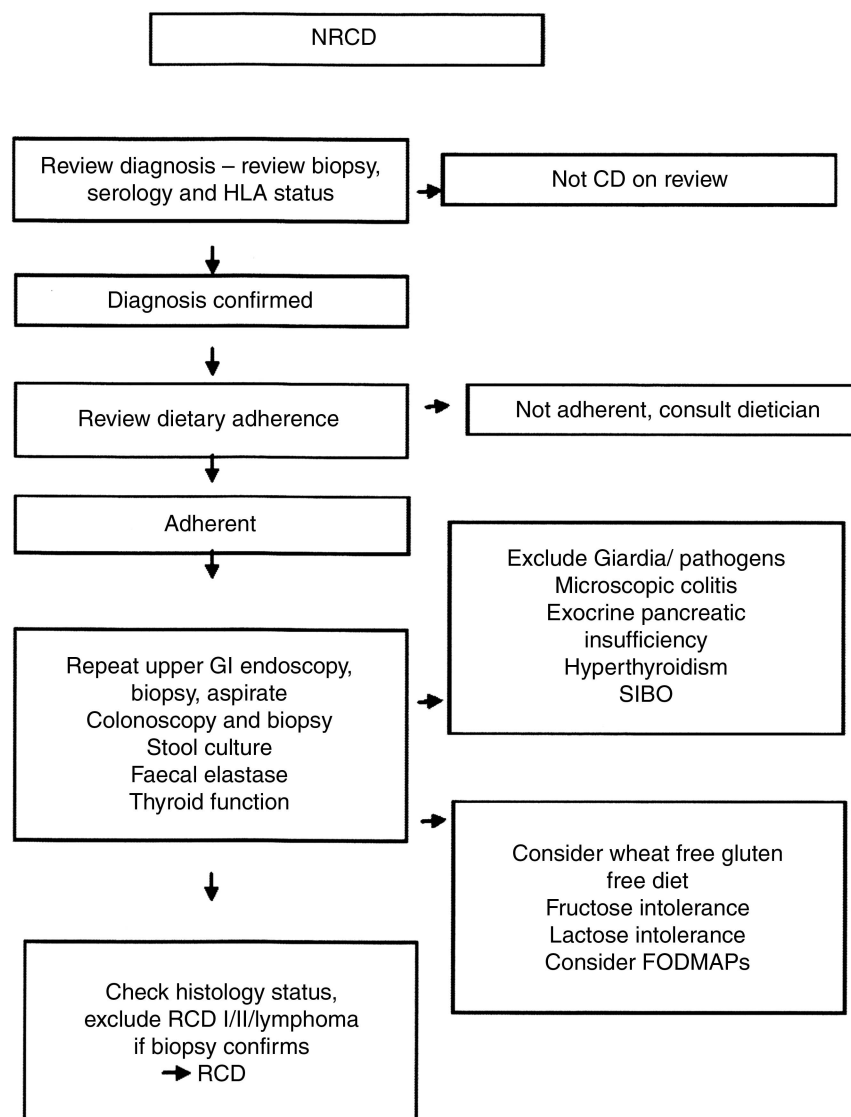 NRCD
Review diagnosis – review biopsy,
serology and HLA status
Not CD on review
Diagnosis confirmed
Review dietary adherence
Not adherent, consult dietician
Adherent
Exclude Giardia/ pathogens
Microscopic colitis
Exocrine pancreatic
insufficiency
Hyperthyroidism
SIBO
Repeat upper GI endoscopy,
biopsy, aspirate
Colonoscopy and biopsy
Stool culture
Faecal elastase
Thyroid function
Consider wheat free gluten
free diet
Fructose intolerance
Lactose intolerance
Consider FODMAPs
Check histology status,
exclude RCD I/II/lymphoma
if biopsy confirms
→ RCD